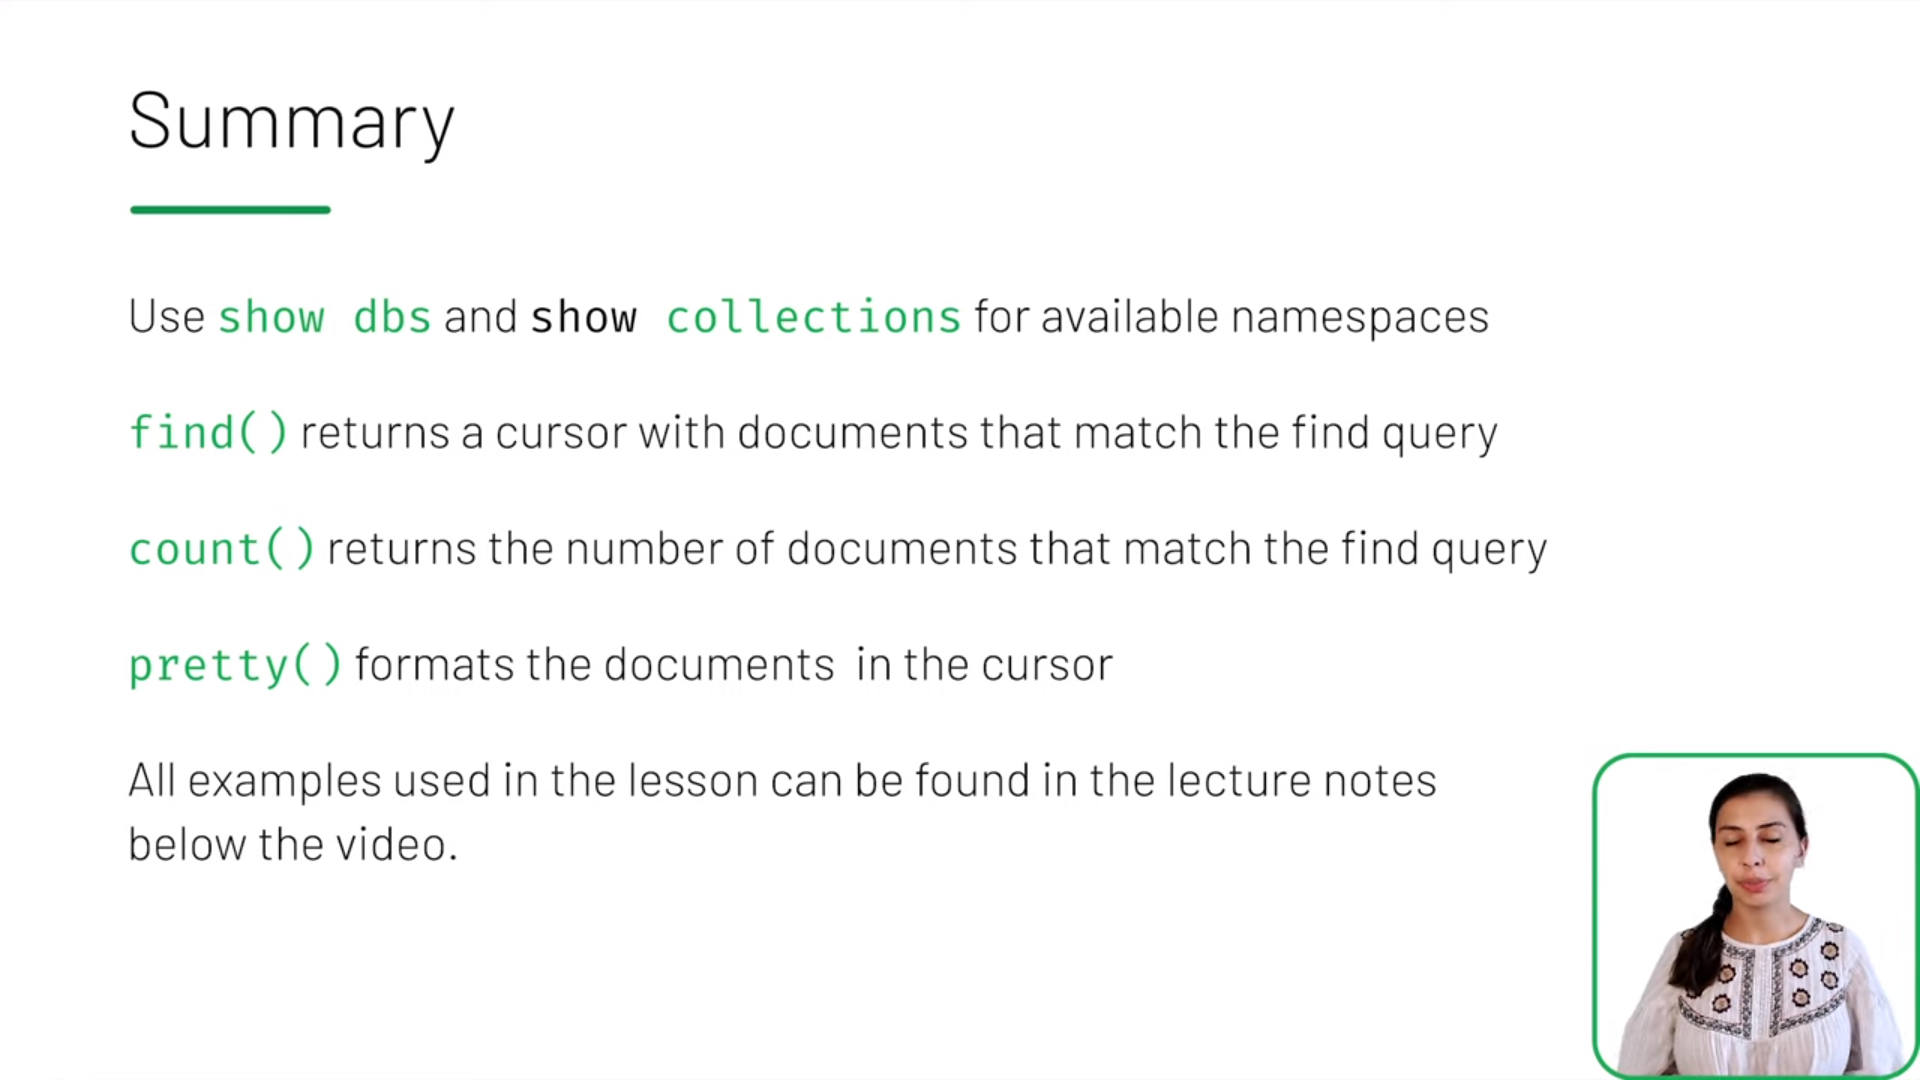 Summary
Use show dbs and show collections for available namespaces
find() returns a cursor with documents that match the find query
count() returns the number of documents that match the find query
pretty() formats the documents  in the cursor
All examples used in the lesson can be found in the lecture notes
below the video.